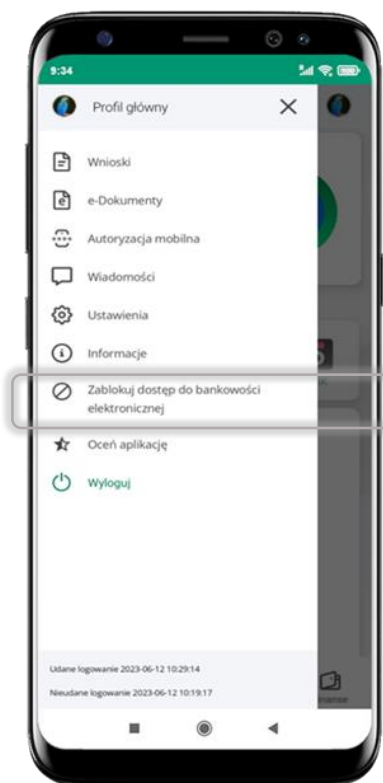 9:34
Profil główny
Wnioski
e-Dokumenty
Autoryzacja mobilna
Wiadomości
Ustawienia
Informacje
Zablokuj dostęp do bankowości
elektronicznej
Oceń aplikację
Wyloguj
Udane logowanie 2023-06-12 10:29:14
Nieudane logowanie 2023-06-12 10:19:17